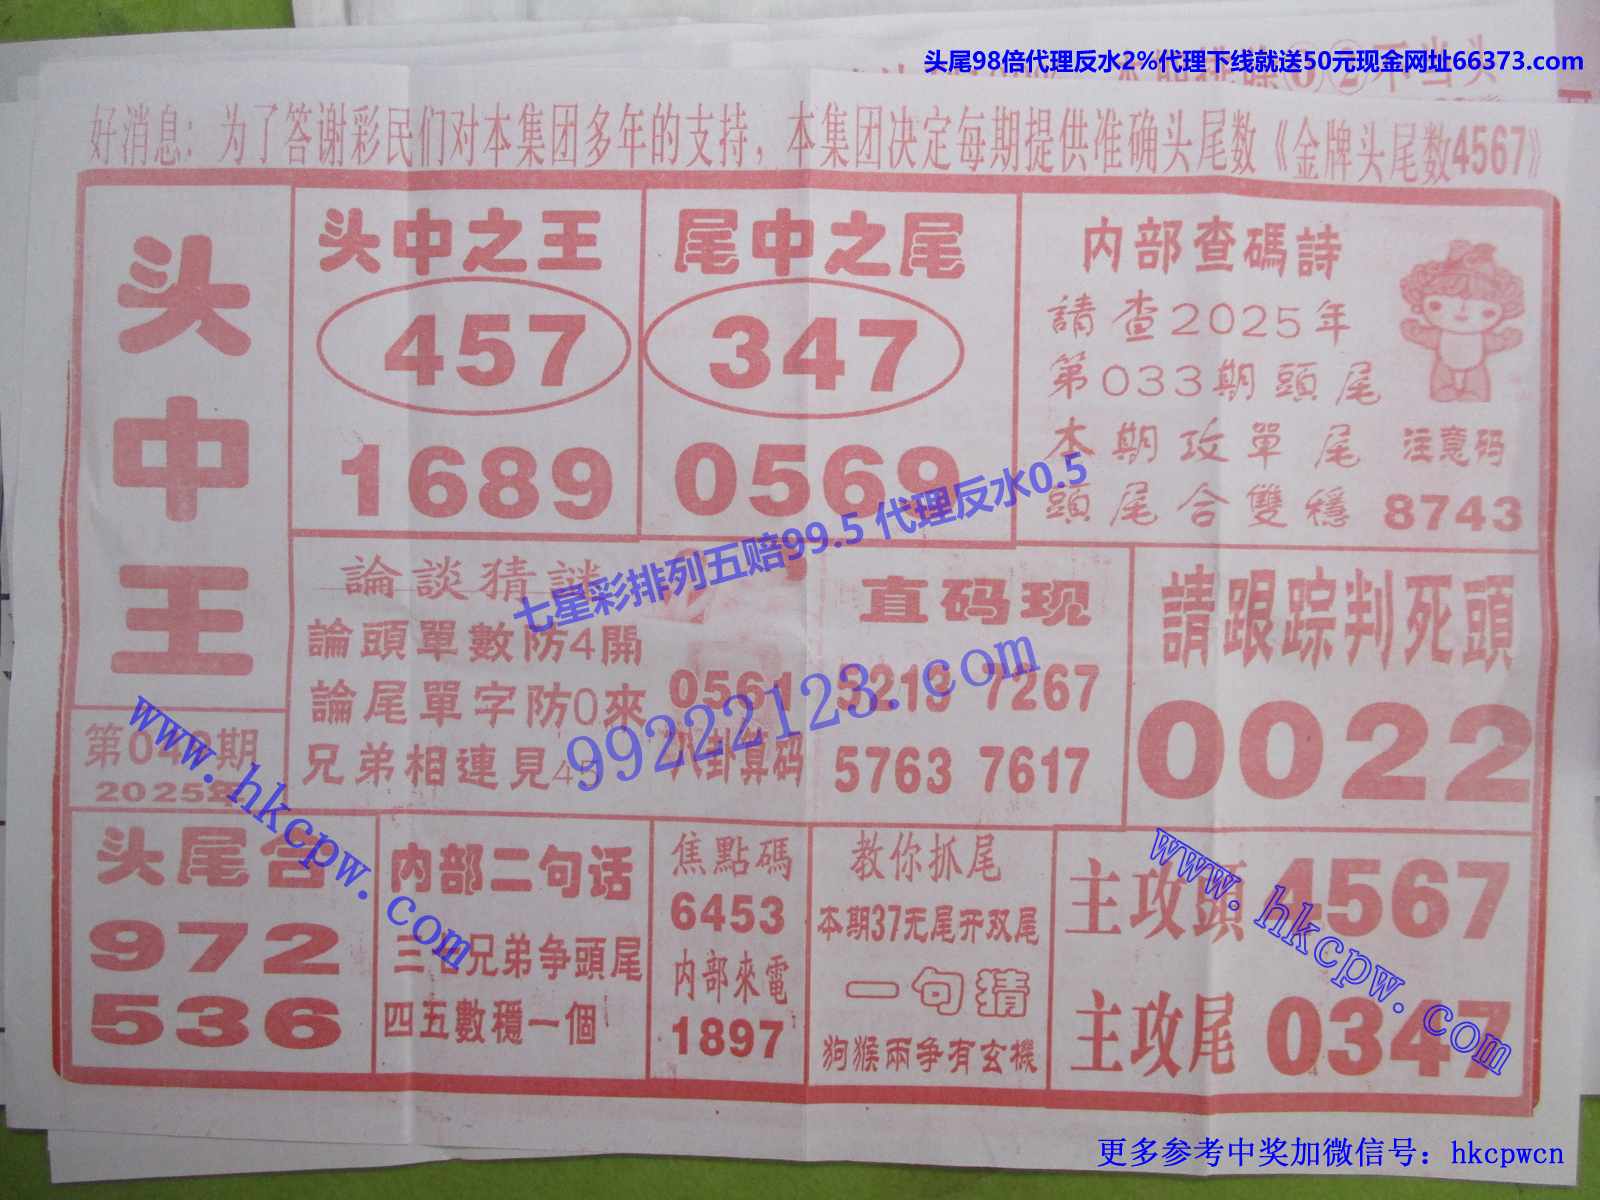 头尾98倍代理反水2%代理下线就送50元现金网址66373.com
好消息：为了答谢彩民们对本集团多年的支持，本集团决定每期提供准确头尾数《金牌头尾数4567》
头中王
2025年
头中之王
457
1689
尾中之尾
347
0569
内部查碼詩
請查2025年
第033期頭尾
本期攻單尾
頭尾合雙穩
注意码
8743
論談猜謎
論頭單數防4開
論尾單字防0來
兄弟相連見45
0561
八卦算码
直码现
3213 7267
5763 7617
請跟踪判死頭
0022
七星彩排列五赔99.5 代理反水0.5
99222123.com
www.hkcpw.com
头尾合
972
536
内部二句话
三七兄弟争頭尾
四五數穩一個
焦點碼
6453
内部來電
1897
教你抓尾
本期37无尾开双尾
一句猜
狗猴兩争有玄機
主攻頭 4567
主攻尾 0347
www.hkcpw.com
更多参考中奖加微信号：hkcpwcn